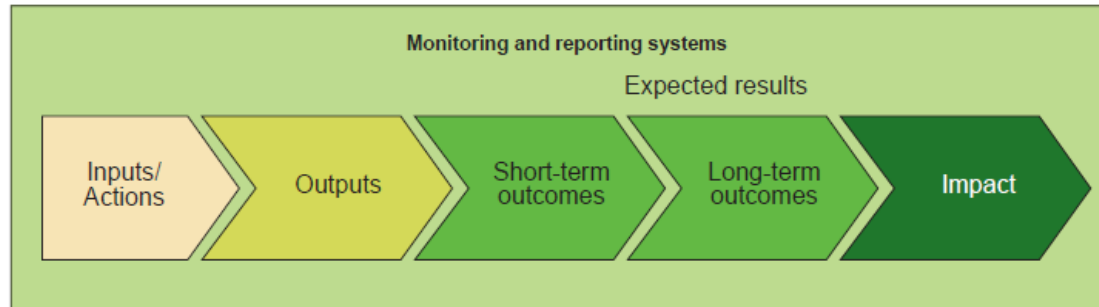 Monitoring and reporting systems
Expected results
Inputs/
Actions
Outputs
Short-term
outcomes
Long-term
outcomes
Impact